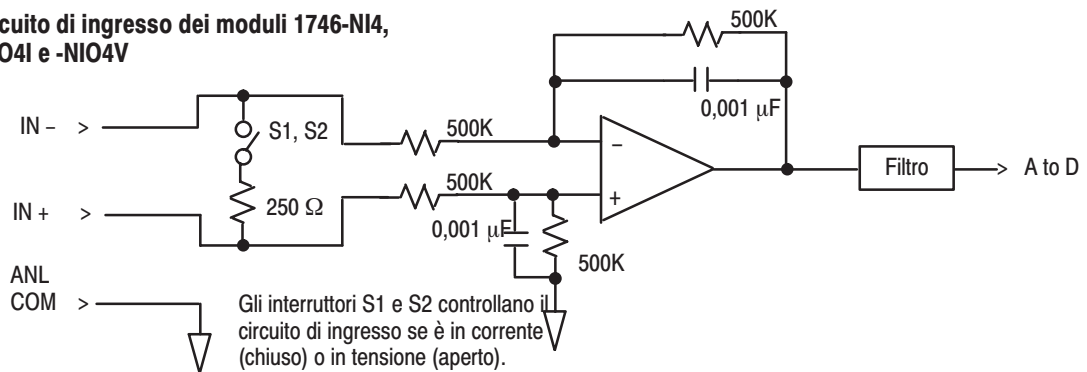 cuito di ingresso dei moduli 1746-NI4,
O4I e -NIO4V
500K
0,001 µF
IN – >
S1, S2
500K
–
+
Filtro
> A to D
500K
IN + >
250 Ω
0,001 µF
500K
ANL
COM >
Gli interruttori S1 e S2 controllano il
circuito di ingresso se è in corrente
(chiuso) o in tensione (aperto).